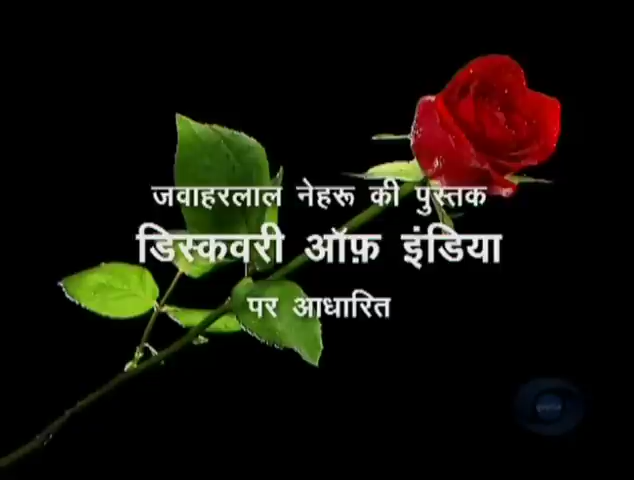 जवाहरलाल नेहरू की पुस्तक
डिस्कवरी ऑफ़ इंडिया
पर आधारित